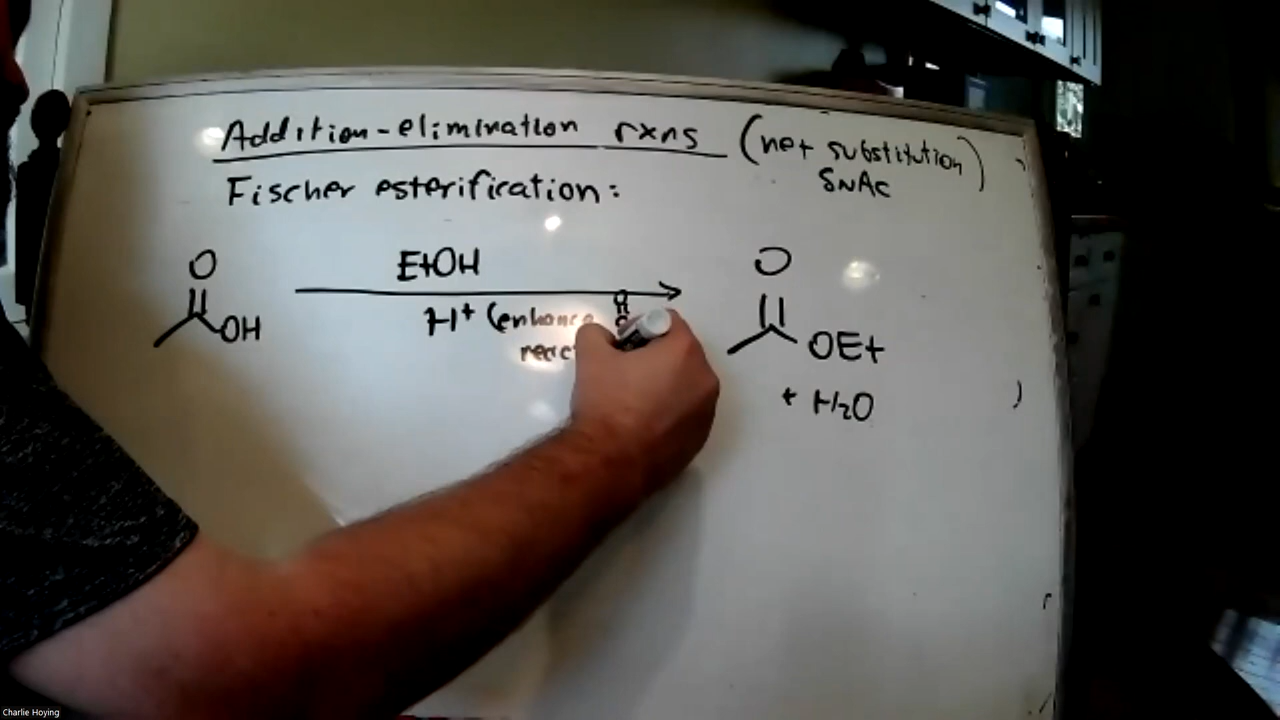 Addition-elimination rxns (net substitution)
SNAc
Fischer esterification:
O
EtOH
O
OH
H+ (enhance
OEt
+ H2O
Charlie Hoying